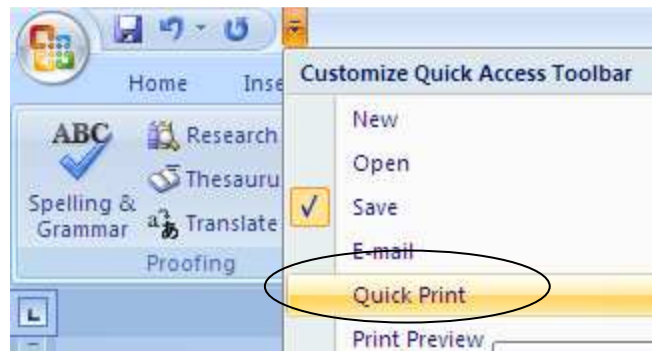 Customize Quick Access Toolbar
Home Inse
New
Open
Save
E-mail
Quick Print
Print Preview
ABC
Spelling &
Grammar
Research
Thesauru
Translate
Proofing
L